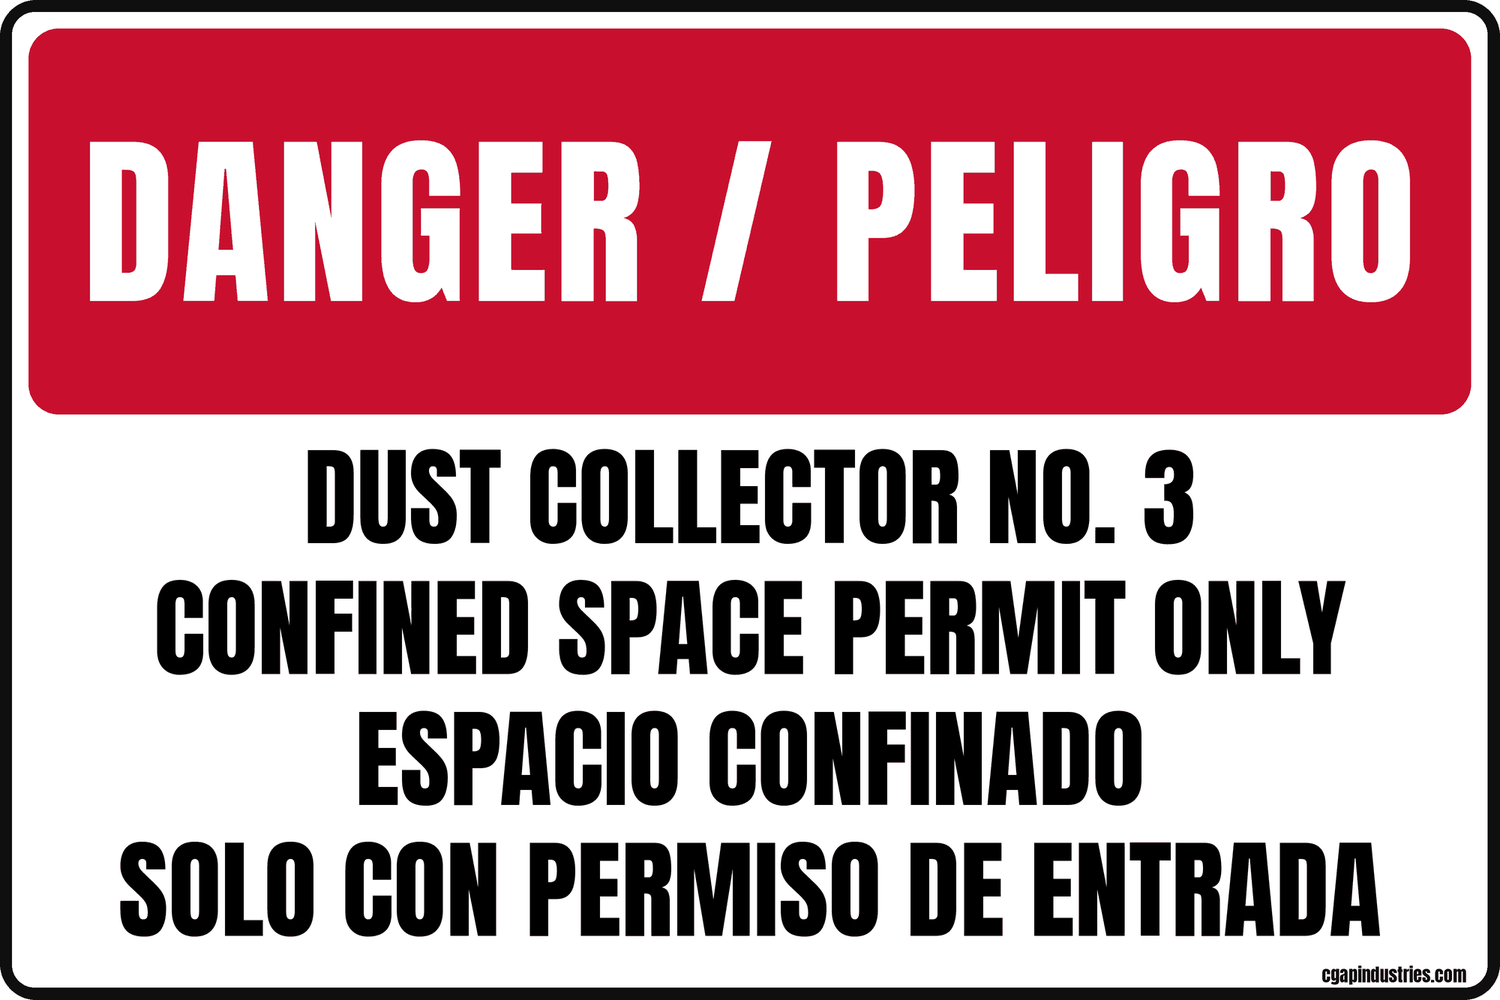 DANGER / PELIGRO
DUST COLLECTOR NO. 3
CONFINED SPACE PERMIT ONLY
ESPACIO CONFINADO
SOLO CON PERMISO DE ENTRADA
cgapindustries.com